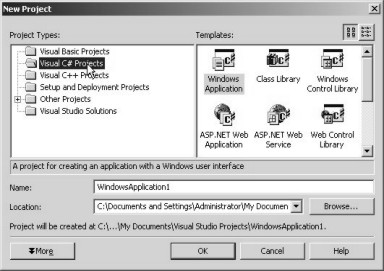 New Project
Project Types:
Templates:
Visual Basic Projects
Visual C# Projects
Visual C++ Projects
Setup and Deployment Projects
Other Projects
Visual Studio Solutions
Windows Application
Class Library
Windows Control Library
ASP.NET Web Application
ASP.NET Web Service
Web Control Library
A project for creating an application with a Windows user interface
Name:
WindowsApplication1
Location:
C:\Documents and Settings\Administrator\My Documen
Browse...
Project will be created at C:\...\My Documents\Visual Studio Projects\WindowsApplication1.
More
OK
Cancel
Help